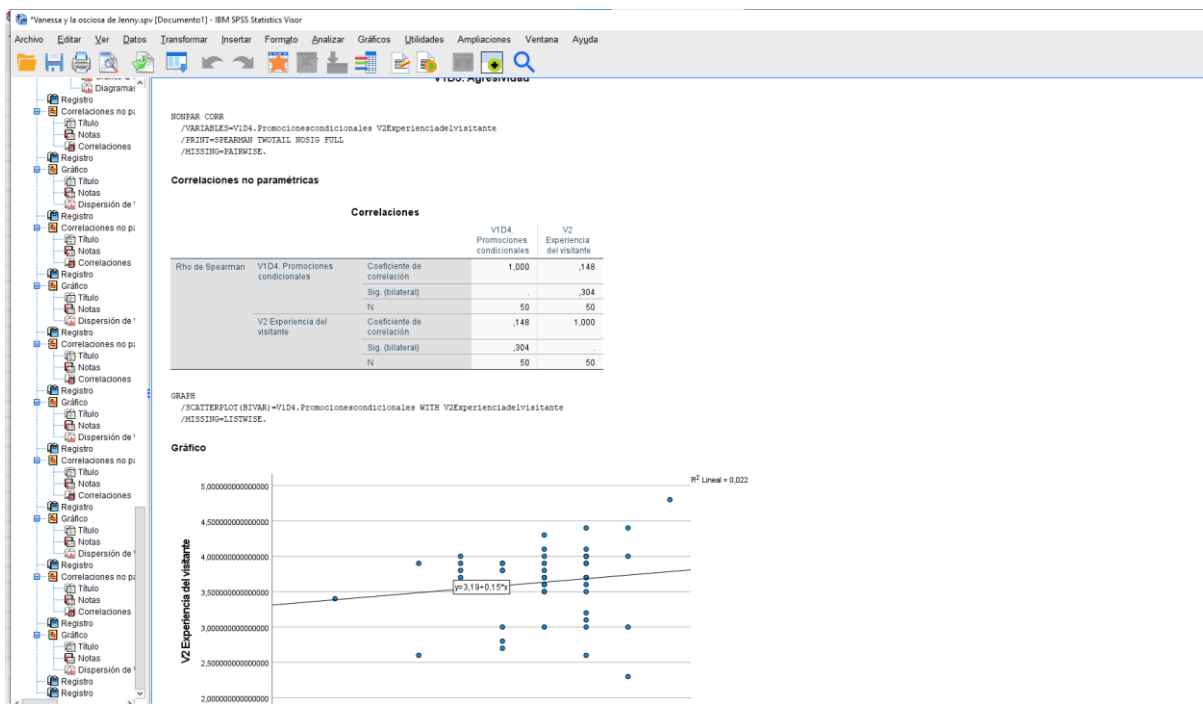 *Vanessa y la osciosa de Jenny.spv [Documento1] - IBM SPSS Statistics Visor
Archivo Editar Ver Datos Transformar Insertar Formato Analizar Gráficos Utilidades Ampliaciones Ventana Ayuda
Diagramas
Registro
Correlaciones no pa
Título
Notas
Correlaciones
Registro
Gráfico
Título
Notas
Dispersión de V
Registro
Correlaciones no pa
Título
Notas
Correlaciones
Registro
Gráfico
Título
Notas
Dispersión de V
Registro
Correlaciones no pa
Título
Notas
Correlaciones
Registro
Gráfico
Título
Notas
Dispersión de V
Registro
Correlaciones no pa
Título
Notas
Correlaciones
Registro
Gráfico
Título
Notas
Dispersión de V
Registro
Correlaciones no pa
Título
Notas
Correlaciones
Registro
Gráfico
Título
Notas
Dispersión de V
Registro
Registro
V1D3. Agresividad
NONPAR CORR
/VARIABLES=V1D4.Promocionescondicionales V2Experienciadelvisitante
/PRINT=SPEARMAN TWOTAIL NOSIG FULL
/MISSING=PAIRWISE.
Correlaciones no paramétricas
Correlaciones
V1D4. Promociones condicionales V2 Experiencia del visitante
Rho de Spearman V1D4. Promociones condicionales Coeficiente de correlación 1,000 ,148
Sig. (bilateral) . ,304
N 50 50
V2 Experiencia del visitante Coeficiente de correlación ,148 1,000
Sig. (bilateral) ,304 .
N 50 50
GRAPH
/SCATTERPLOT(BIVAR)=V1D4.Promocionescondicionales WITH V2Experienciadelvisitante
/MISSING=LISTWISE.
Gráfico
R² Lineal = 0,022
5,000000000000000
4,500000000000000
4,000000000000000
3,500000000000000
3,000000000000000
2,500000000000000
2,000000000000000
V2 Experiencia del visitante
y=3,19+0,15*x